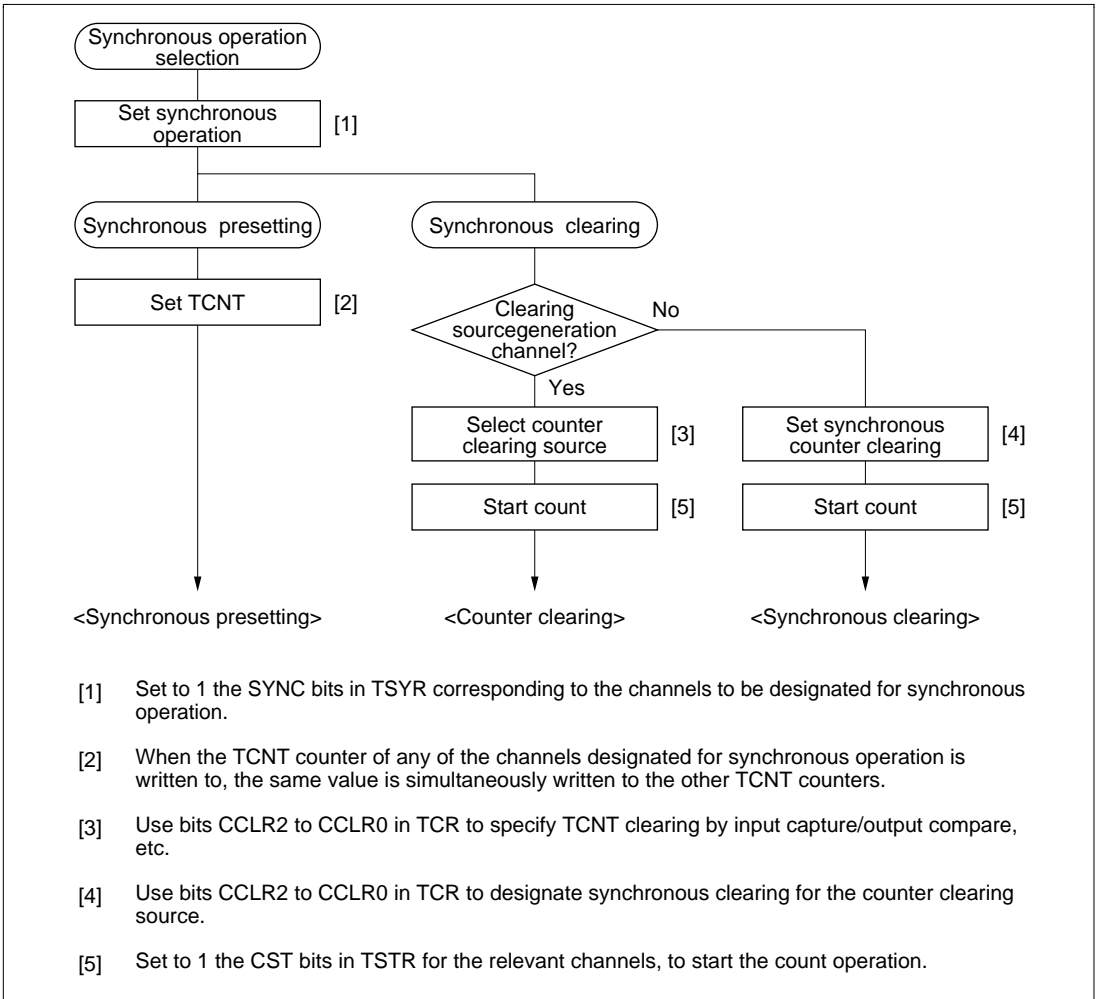 Synchronous operation
selection
Set synchronous
operation
[1]
Synchronous presetting
Synchronous clearing
Set TCNT
[2]
Clearing
sourcegeneration
channel?
No
Yes
Select counter
clearing source
[3]
Set synchronous
counter clearing
[4]
Start count
[5]
Start count
[5]
<Synchronous presetting>
<Counter clearing>
<Synchronous clearing>
[1] Set to 1 the SYNC bits in TSYR corresponding to the channels to be designated for synchronous
operation.
[2] When the TCNT counter of any of the channels designated for synchronous operation is
written to, the same value is simultaneously written to the other TCNT counters.
[3] Use bits CCLR2 to CCLR0 in TCR to specify TCNT clearing by input capture/output compare,
etc.
[4] Use bits CCLR2 to CCLR0 in TCR to designate synchronous clearing for the counter clearing
source.
[5] Set to 1 the CST bits in TSTR for the relevant channels, to start the count operation.